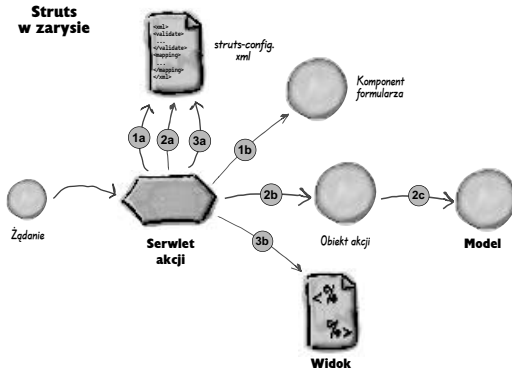 Struts
w zarysie
<xml>
<validate>
...
</validate>
<mapping>
...
</mapping>
</xml>
struts-config.
xml
Komponent
formularza
1a
2a
3a
1b
Żądanie
Serwlet
akcji
2b
Obiekt akcji
2c
Model
3b
<%
%>
Widok